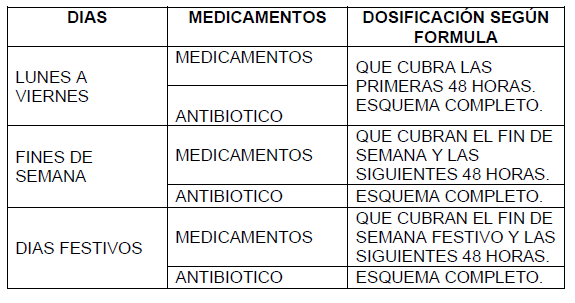 DIAS MEDICAMENTOS DOSIFICACIÓN SEGÚN
FORMULA
LUNES A
VIERNES
MEDICAMENTOS
ANTIBIOTICO
QUE CUBRA LAS
PRIMERAS 48 HORAS.
ESQUEMA COMPLETO.
FINES DE
SEMANA
MEDICAMENTOS
QUE CUBRAN EL FIN DE
SEMANA Y LAS
SIGUIENTES 48 HORAS.
ANTIBIOTICO
ESQUEMA COMPLETO.
DIAS FESTIVOS
MEDICAMENTOS
QUE CUBRAN EL FIN DE
SEMANA FESTIVO Y LAS
SIGUIENTES 48 HORAS.
ANTIBIOTICO
ESQUEMA COMPLETO.